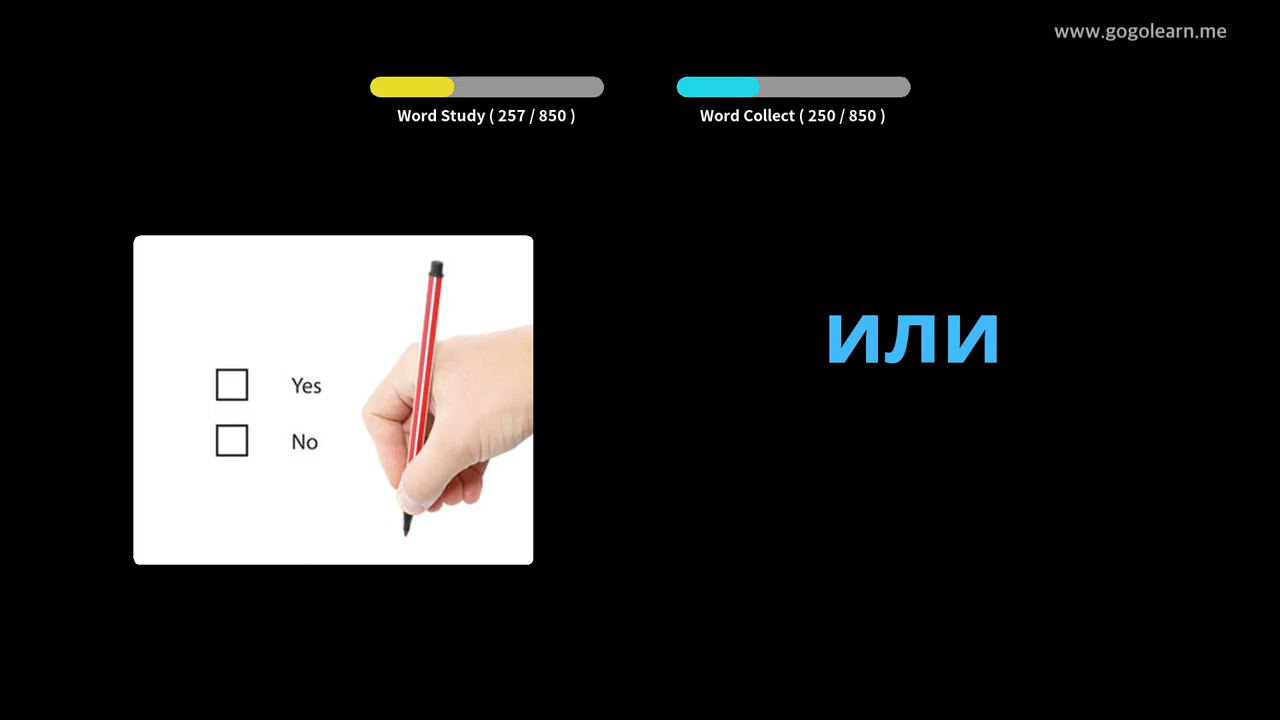 www.gogolearn.me
Word Study ( 257 / 850 )
Word Collect ( 250 / 850 )
Yes
No
или